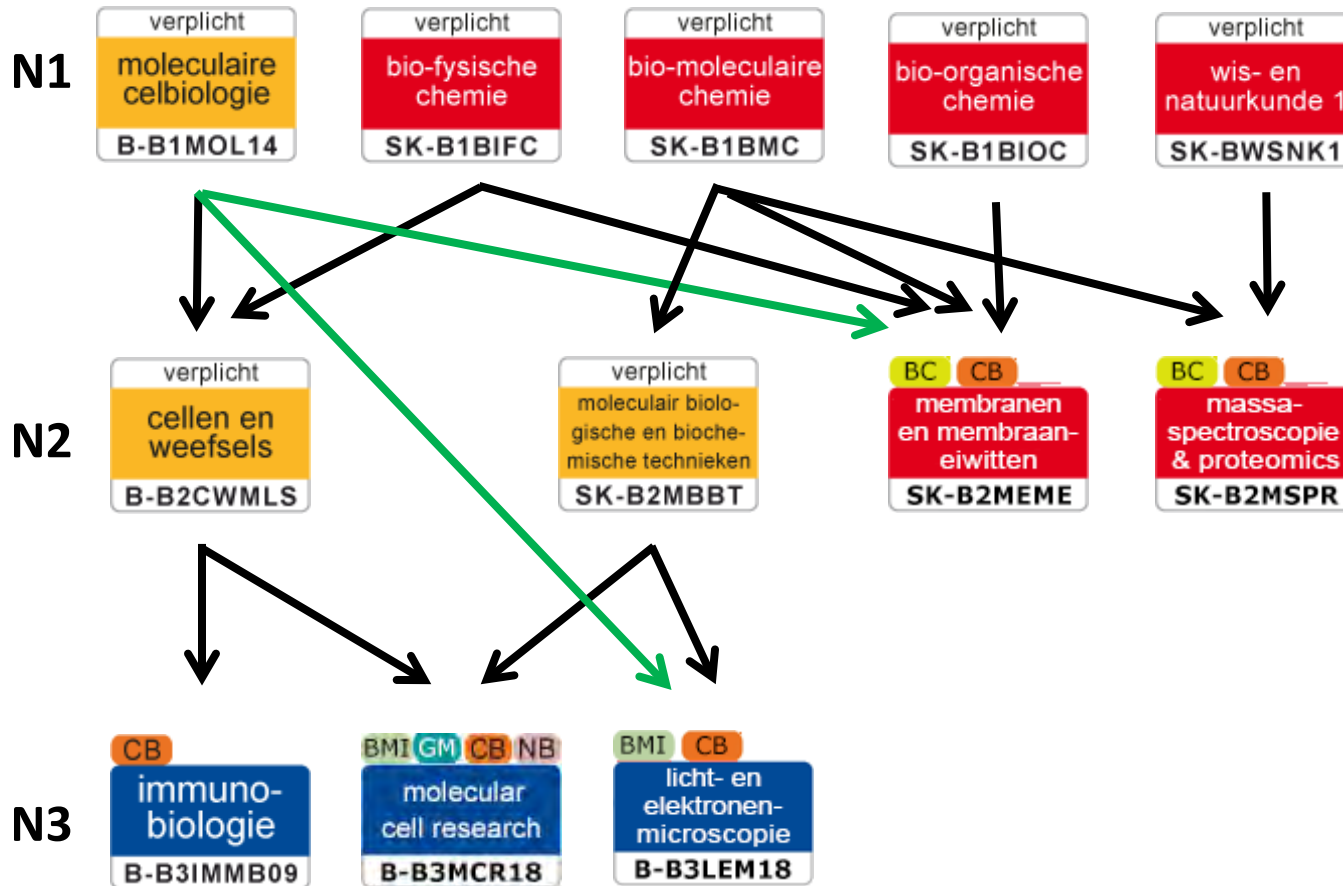 N1
verplicht
moleculaire
celbiologie
B-B1MOL14
verplicht
bio-fysische
chemie
SK-B1BIFC
verplicht
bio-moleculaire
chemie
SK-B1BMC
verplicht
bio-organische
chemie
SK-B1BIOC
verplicht
wis- en
natuurkunde 1
SK-BWSNK1
N2
verplicht
cellen en
weefsels
B-B2CWMLS
verplicht
moleculair biolo-
gische en bioche-
mische technieken
SK-B2MBBT
BC CB
membranen
en membraan-
eiwitten
SK-B2MEME
BC CB
massa-
spectroscopie
& proteomics
SK-B2MSPR
N3
CB
immuno-
biologie
B-B3IMMB09
BMI GM CB NB
molecular
cell research
B-B3MCR18
BMI CB
licht- en
elektronen-
microscopie
B-B3LEM18